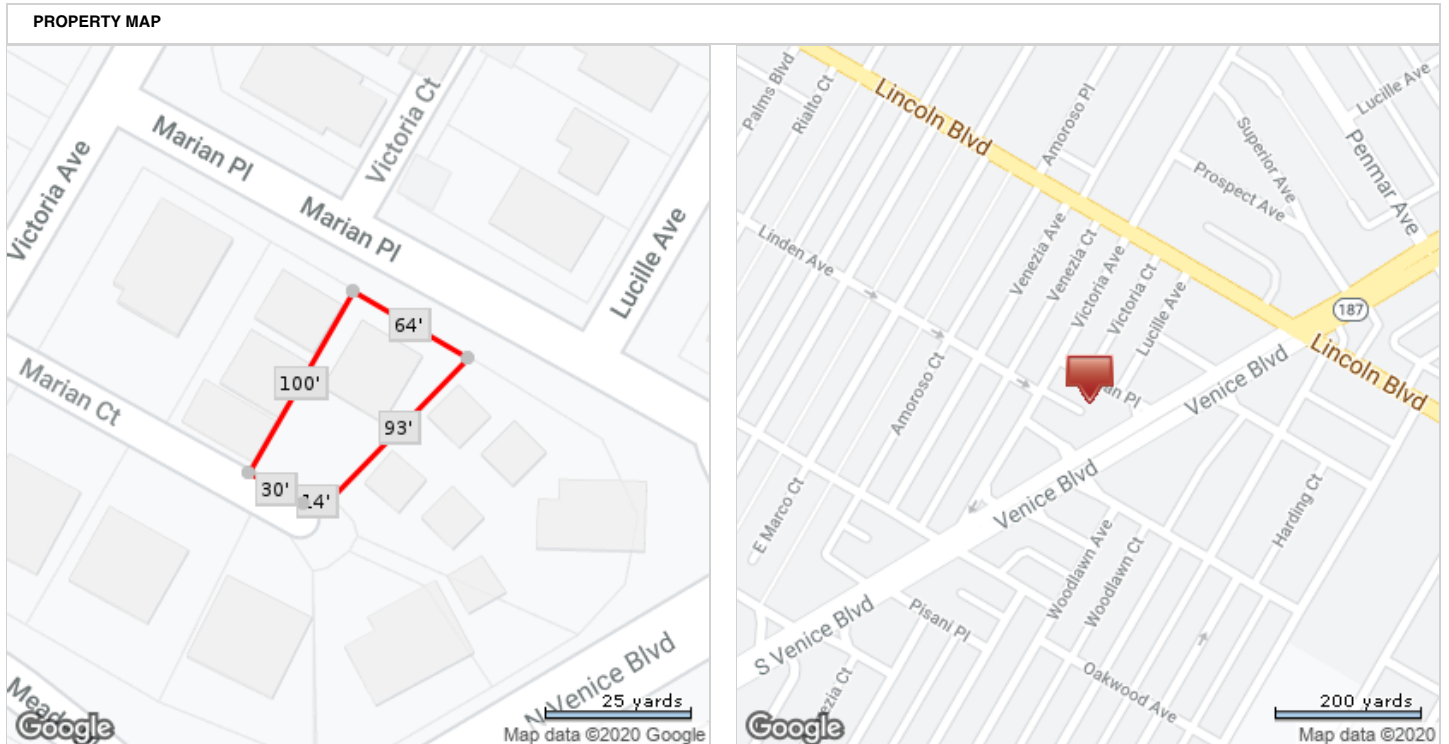 PROPERTY MAP
Marian Pl
Victoria Ct
Victoria Ave
Marian Pl
Lucille Ave
64'
100'
Marian Ct
93'
30'
14'
N Venice Blvd
25 yards
Google
Map data ©2020 Google
Palms Blvd
Rialto Ct
Lincoln Blvd
Amoroso Pl
Lucille Ave
Superior Ave
Penmar Ave
Prospect Ave
Linden Ave
Venezia Ave
Venezia Ct
Victoria Ave
Victoria Ct
Lucille Ave
187
Lincoln Blvd
Amoroso Ct
an Pl
Venice Blvd
Venice Blvd
E Marco Ct
Harding Ct
Woodlawn Ave
Woodlawn Ct
Pisani Pl
S Venice Blvd
Oakwood Ave
ezia Ct
200 yards
Google
Map data ©2020